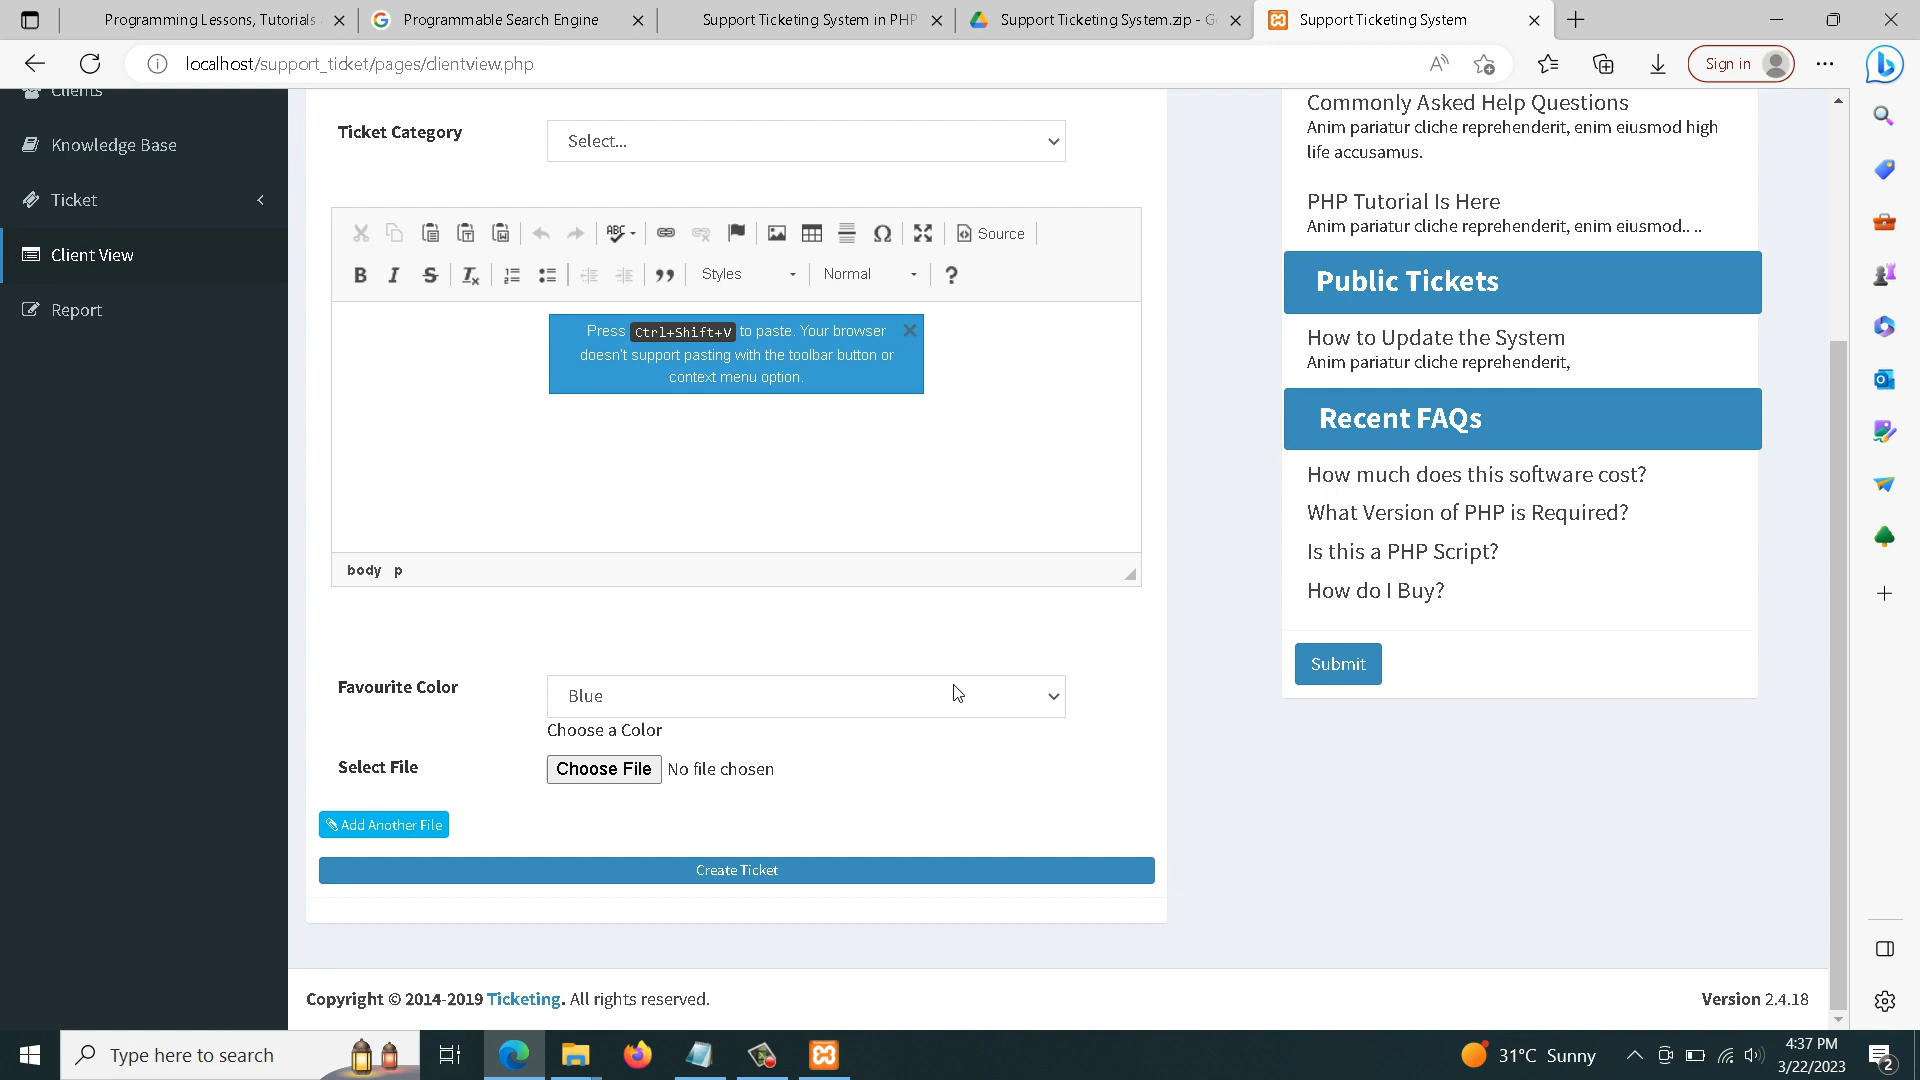 Programming Lessons, Tutorials
Programmable Search Engine
Support Ticketing System in PHP
Support Ticketing System.zip - G
Support Ticketing System
localhost/support_ticket/pages/clientview.php
Sign in
Clients
Knowledge Base
Ticket
Client View
Report
Ticket Category
Select...
ABC
Source
B I S Tx
Styles
Normal
?
Press Ctrl+Shift+V to paste. Your browser
doesn't support pasting with the toolbar button or
context menu option.
body p
Favourite Color
Blue
Choose a Color
Select File
Choose File No file chosen
Add Another File
Create Ticket
Commonly Asked Help Questions
Anim pariatur cliche reprehenderit, enim eiusmod high
life accusamus.
PHP Tutorial Is Here
Anim pariatur cliche reprehenderit, enim eiusmod.. ..
Public Tickets
How to Update the System
Anim pariatur cliche reprehenderit,
Recent FAQs
How much does this software cost?
What Version of PHP is Required?
Is this a PHP Script?
How do I Buy?
Submit
Copyright © 2014-2019 Ticketing. All rights reserved.
Version 2.4.18
Type here to search
31°C Sunny
4:37 PM
3/22/2023
2